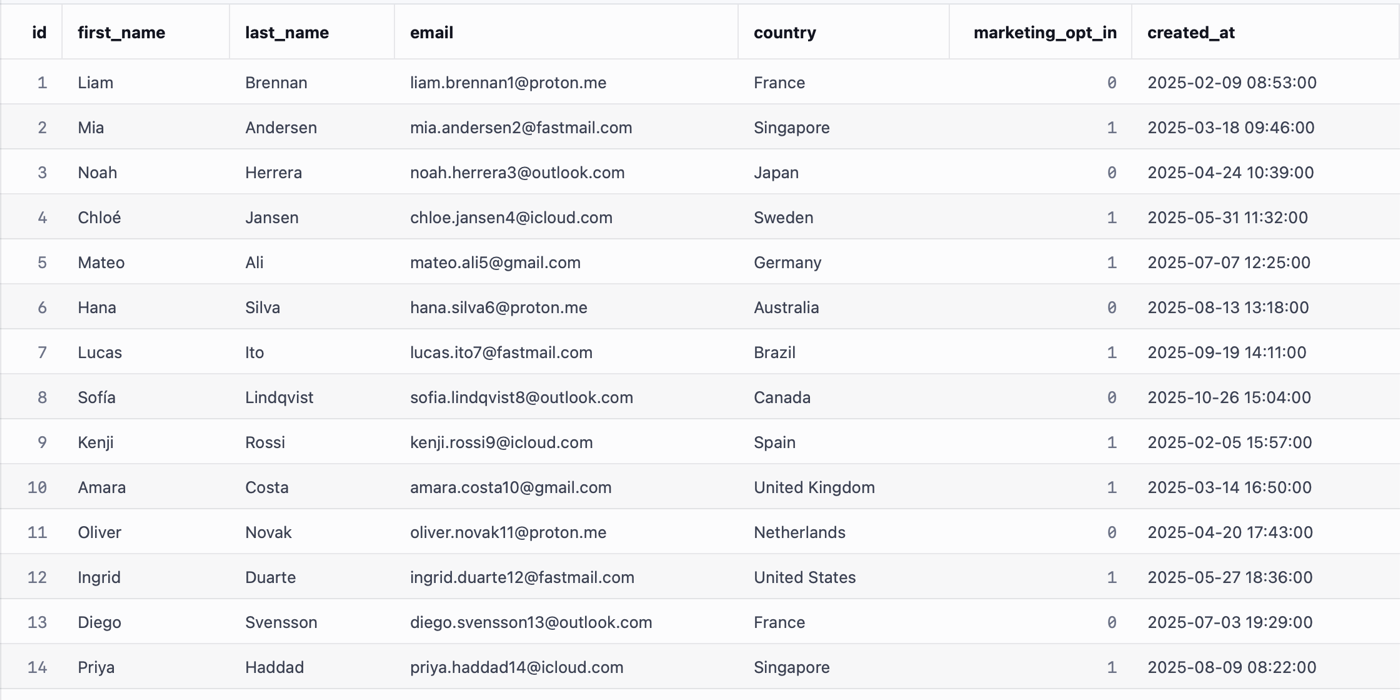 id first_name last_name email country marketing_opt_in created_at
1 Liam Brennan liam.brennan1@proton.me France 0 2025-02-09 08:53:00
2 Mia Andersen mia.andersen2@fastmail.com Singapore 1 2025-03-18 09:46:00
3 Noah Herrera noah.herrera3@outlook.com Japan 0 2025-04-24 10:39:00
4 Chloé Jansen chloe.jansen4@icloud.com Sweden 1 2025-05-31 11:32:00
5 Mateo Ali mateo.ali5@gmail.com Germany 1 2025-07-07 12:25:00
6 Hana Silva hana.silva6@proton.me Australia 0 2025-08-13 13:18:00
7 Lucas Ito lucas.ito7@fastmail.com Brazil 1 2025-09-19 14:11:00
8 Sofía Lindqvist sofia.lindqvist8@outlook.com Canada 0 2025-10-26 15:04:00
9 Kenji Rossi kenji.rossi9@icloud.com Spain 1 2025-02-05 15:57:00
10 Amara Costa amara.costa10@gmail.com United Kingdom 1 2025-03-14 16:50:00
11 Oliver Novak oliver.novak11@proton.me Netherlands 0 2025-04-20 17:43:00
12 Ingrid Duarte ingrid.duarte12@fastmail.com United States 1 2025-05-27 18:36:00
13 Diego Svensson diego.svensson13@outlook.com France 0 2025-07-03 19:29:00
14 Priya Haddad priya.haddad14@icloud.com Singapore 1 2025-08-09 08:22:00